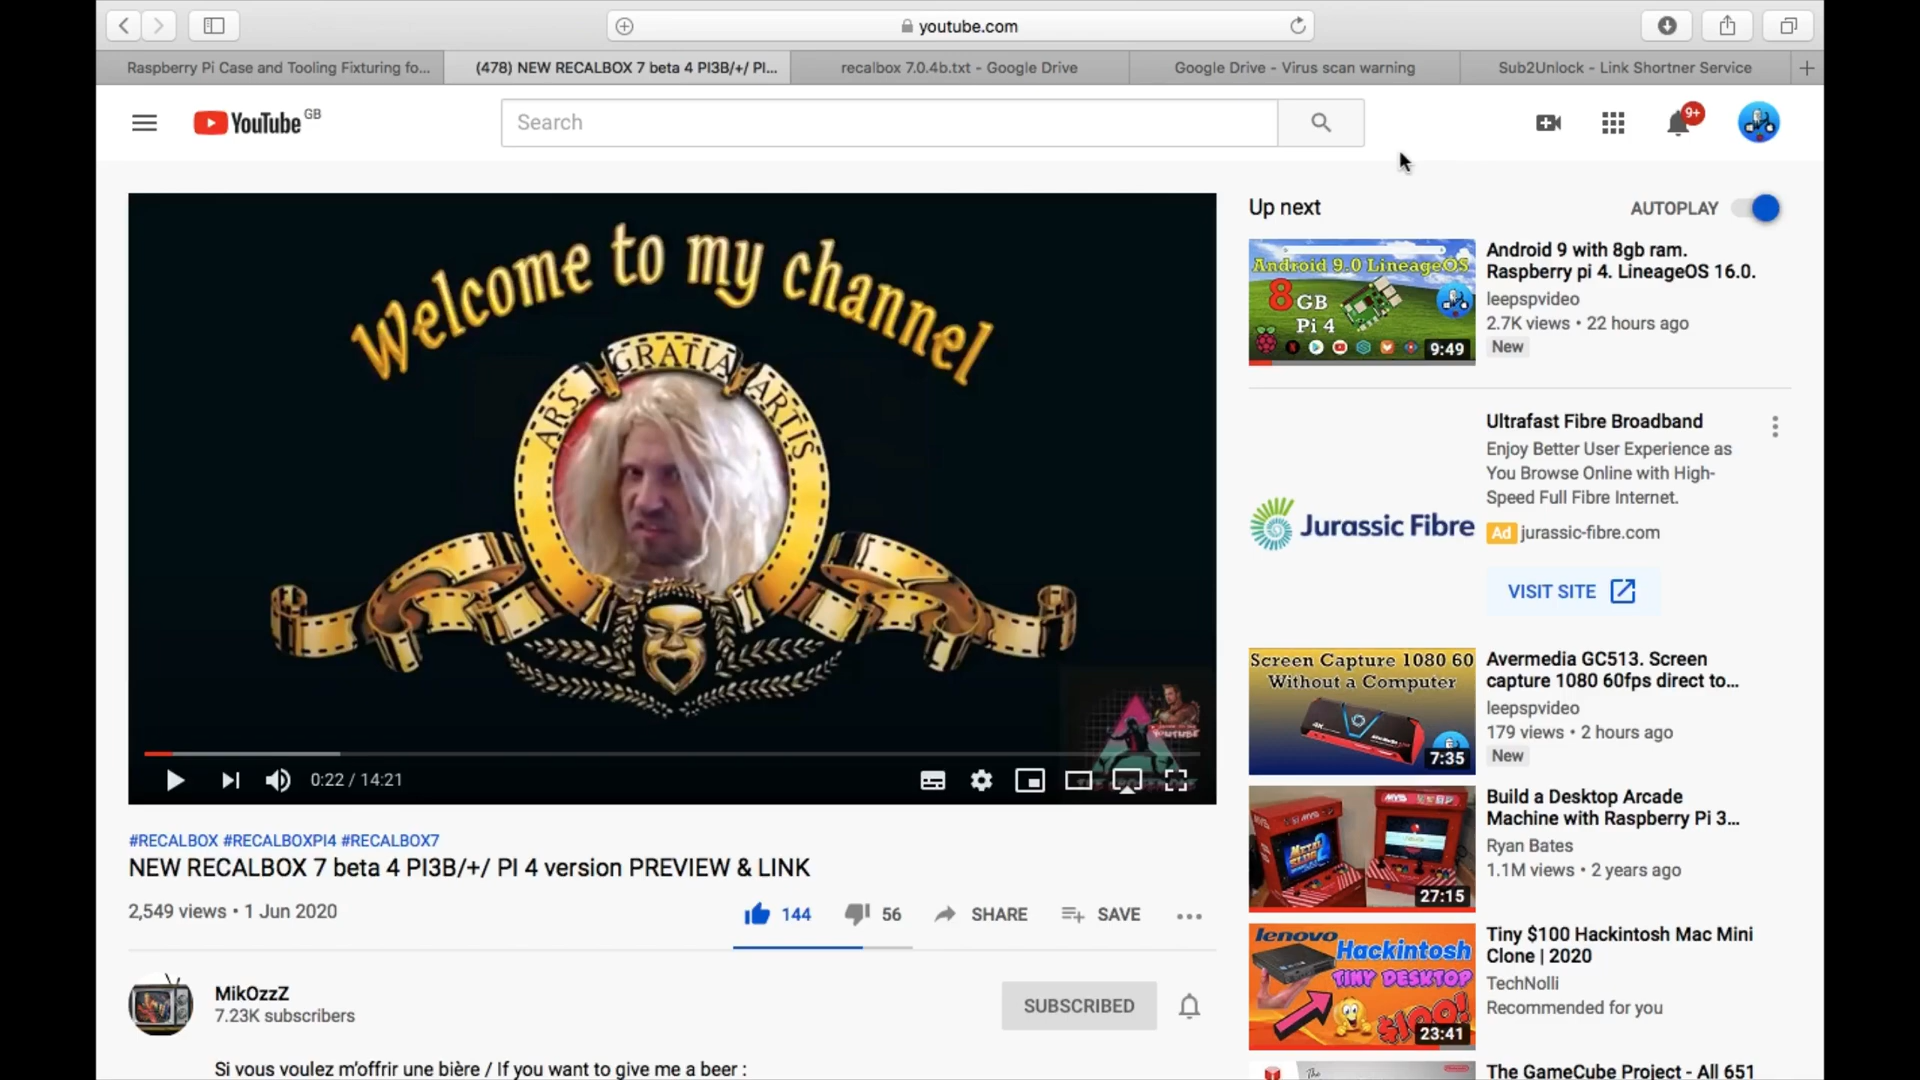 youtube.com
Raspberry Pi Case and Tooling Fixturing fo...
(478) NEW RECALBOX 7 beta 4 PI3B/+/ PI...
recalbox 7.0.4b.txt - Google Drive
Google Drive - Virus scan warning
Sub2Unlock - Link Shortner Service
YouTube GB
Search
9+
Welcome to my channel
ARS GRATIA ARTIS
0:22 / 14:21
#RECALBOX #RECALBOXPI4 #RECALBOX7
NEW RECALBOX 7 beta 4 PI3B/+/ PI 4 version PREVIEW & LINK
2,549 views • 1 Jun 2020
144
56
SHARE
SAVE
MikOzzZ
7.23K subscribers
SUBSCRIBED
Si vous voulez m'offrir une bière / If you want to give me a beer :
Up next
AUTOPLAY
Android 9.0 LineageOS
8 GB
Pi 4
9:49
Android 9 with 8gb ram.
Raspberry pi 4. LineageOS 16.0.
leepspvideo
2.7K views • 22 hours ago
New
Jurassic Fibre
Ultrafast Fibre Broadband
Enjoy Better User Experience as
You Browse Online with High-
Speed Full Fibre Internet.
Ad jurassic-fibre.com
VISIT SITE
Screen Capture 1080 60
Without a Computer
7:35
Avermedia GC513. Screen
capture 1080 60fps direct to...
leepspvideo
179 views • 2 hours ago
New
27:15
Build a Desktop Arcade
Machine with Raspberry Pi 3...
Ryan Bates
1.1M views • 2 years ago
lenovo
Hackintosh
TINY DESKTOP
$100!
23:41
Tiny $100 Hackintosh Mac Mini
Clone | 2020
TechNolli
Recommended for you
The
The GameCube Project - All 651